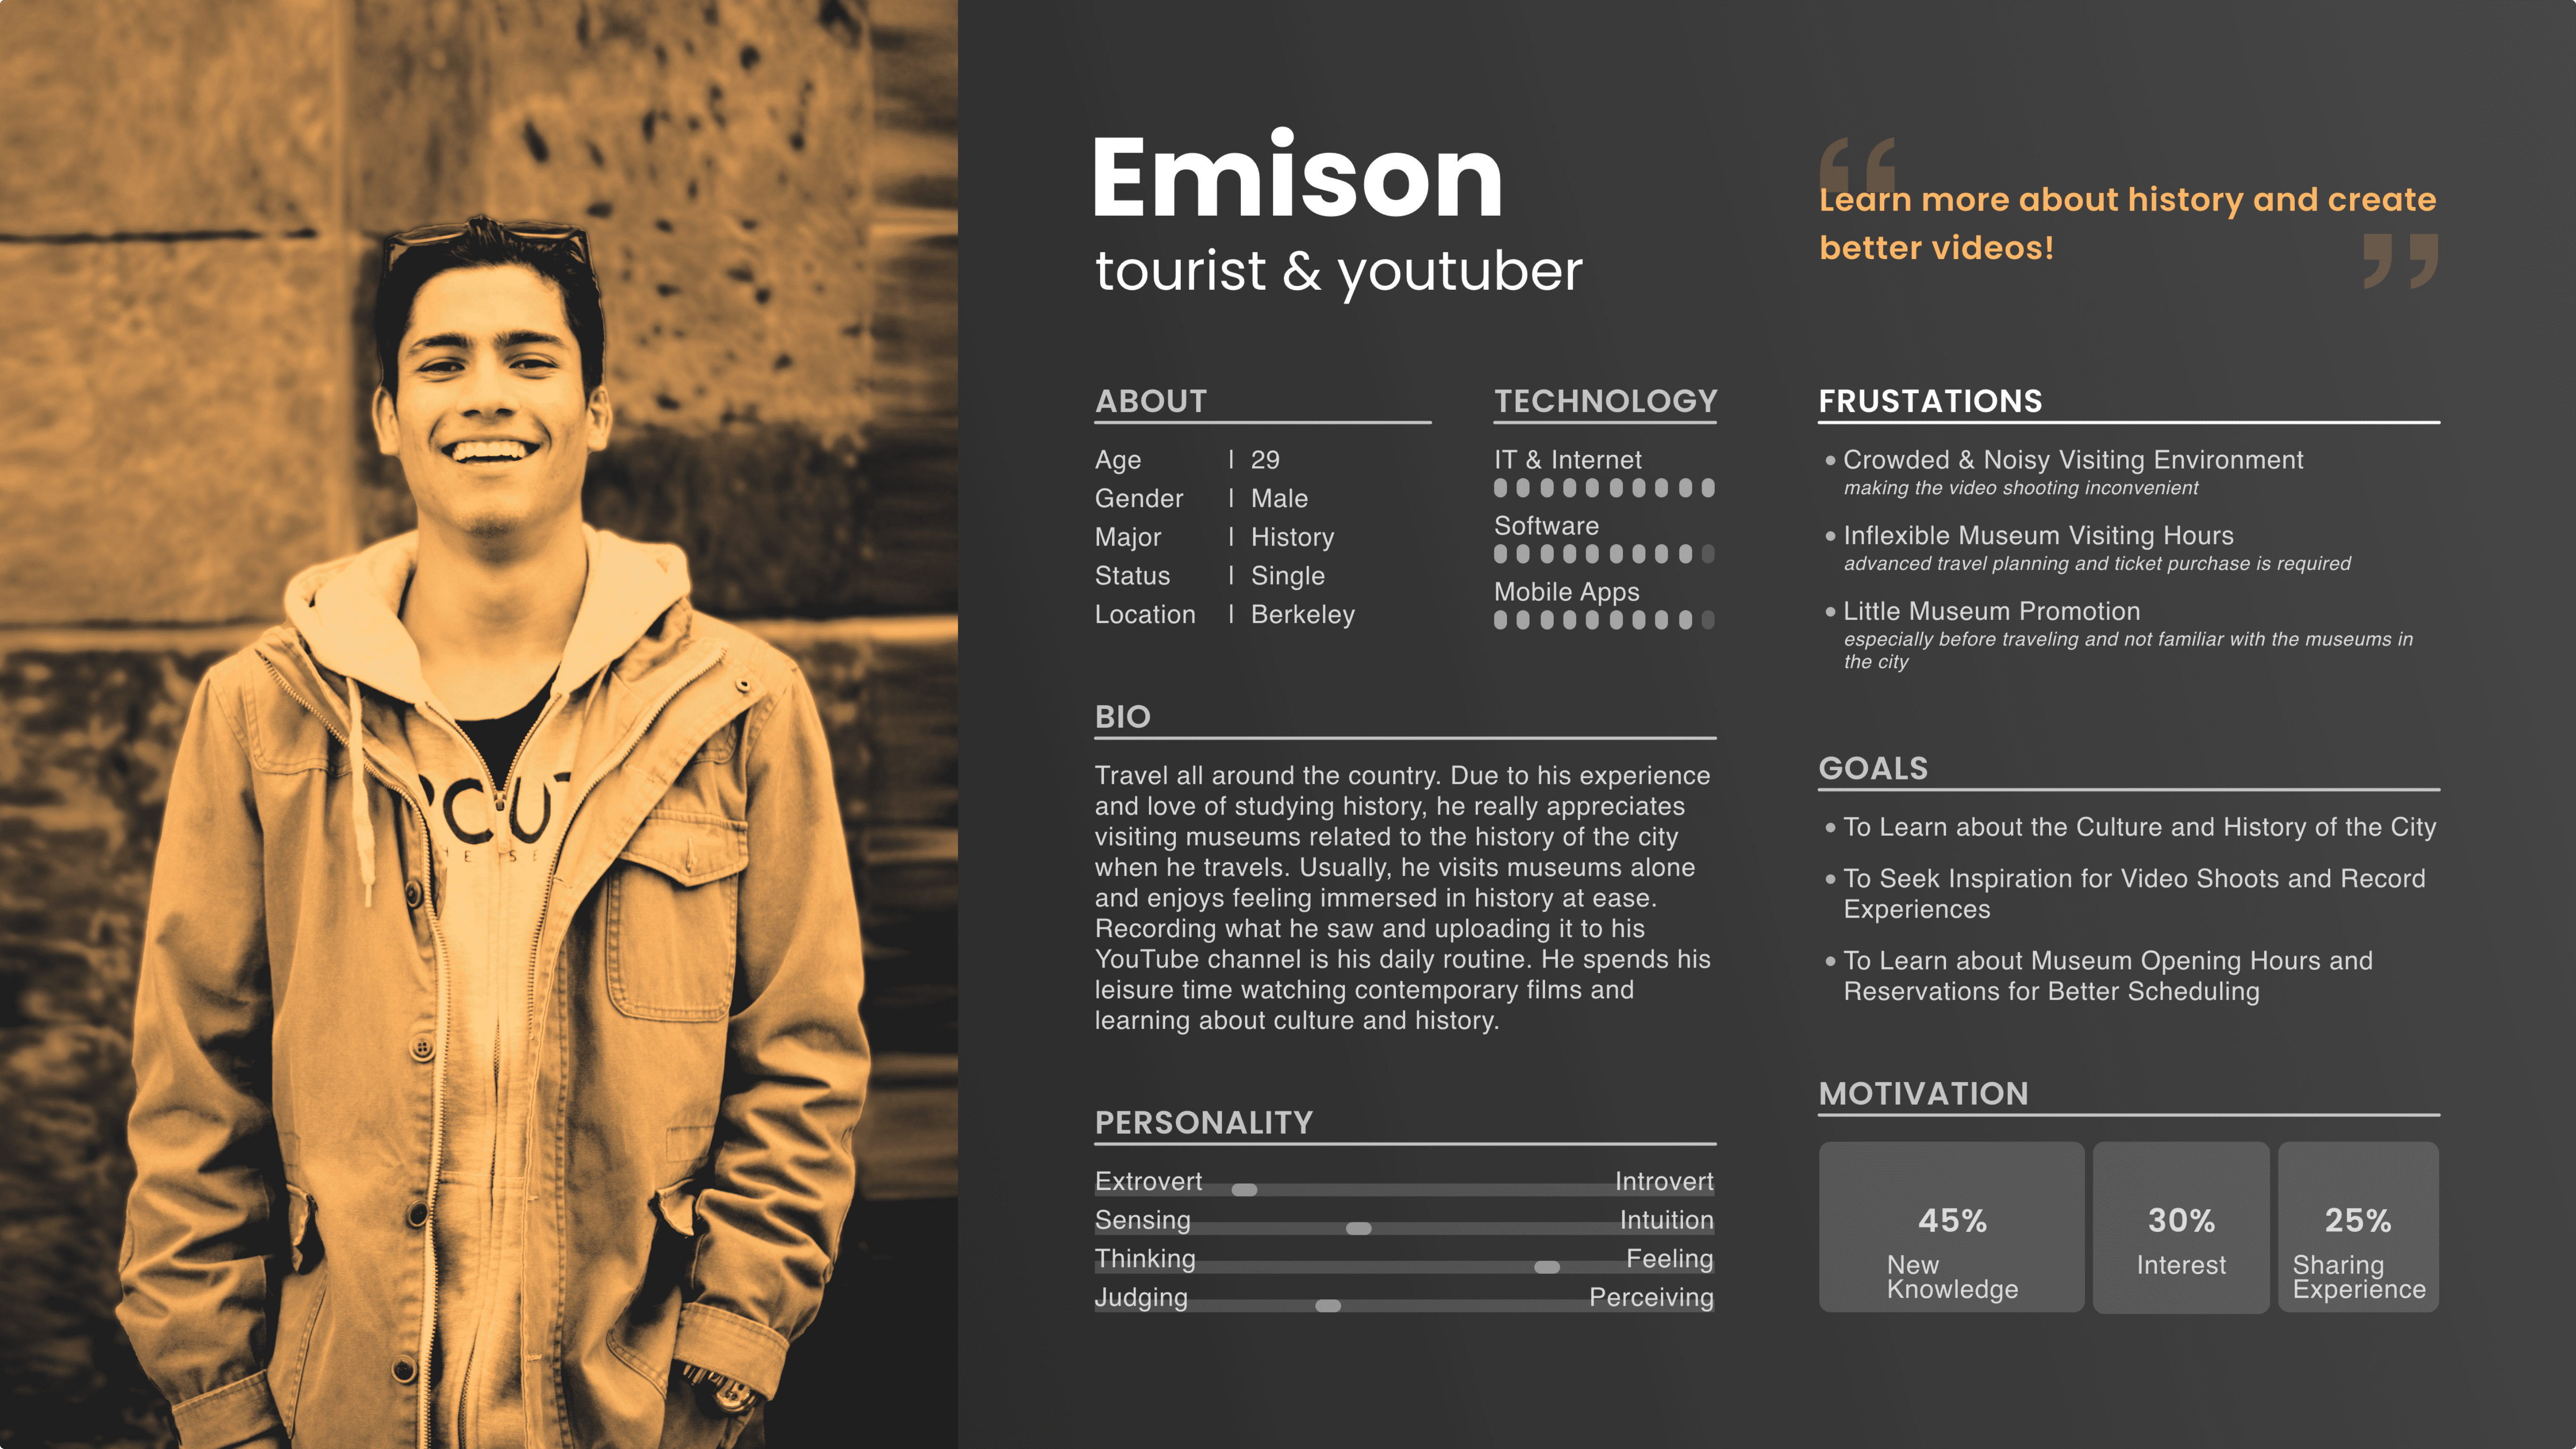 Emison
tourist & youtuber
Learn more about history and create
better videos!
ABOUT
Age | 29
Gender | Male
Major | History
Status | Single
Location | Berkeley
TECHNOLOGY
IT & Internet
Software
Mobile Apps
BIO
Travel all around the country. Due to his experience
and love of studying history, he really appreciates
visiting museums related to the history of the city
when he travels. Usually, he visits museums alone
and enjoys feeling immersed in history at ease.
Recording what he saw and uploading it to his
YouTube channel is his daily routine. He spends his
leisure time watching contemporary films and
learning about culture and history.
PERSONALITY
Extrovert Introvert
Sensing Intuition
Thinking Feeling
Judging Perceiving
FRUSTATIONS
• Crowded & Noisy Visiting Environment
making the video shooting inconvenient
• Inflexible Museum Visiting Hours
advanced travel planning and ticket purchase is required
• Little Museum Promotion
especially before traveling and not familiar with the museums in
the city
GOALS
• To Learn about the Culture and History of the City
• To Seek Inspiration for Video Shoots and Record
Experiences
• To Learn about Museum Opening Hours and
Reservations for Better Scheduling
MOTIVATION
45%
New
Knowledge
30%
Interest
25%
Sharing
Experience